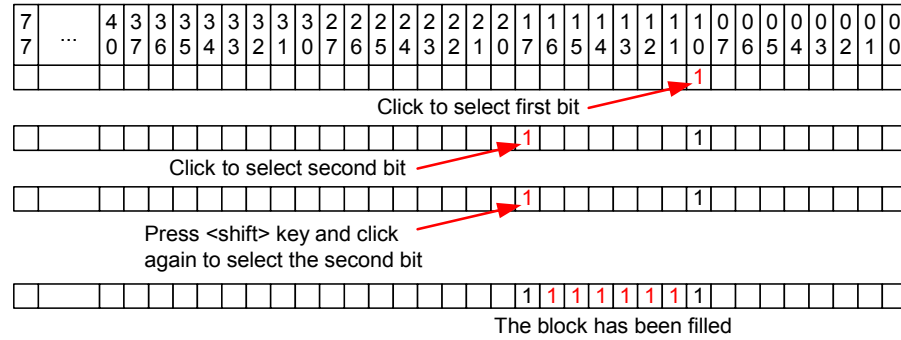 7 ... 4 3 3 3 3 3 3 3 3 2 2 2 2 2 2 2 2 1 1 1 1 1 1 1 1 0 0 0 0 0 0 0 0
7 0 7 6 5 4 3 2 1 0 7 6 5 4 3 2 1 0 7 6 5 4 3 2 1 0 7 6 5 4 3 2 1 0
1
Click to select first bit
1 1
Click to select second bit
1 1
Press <shift> key and click
again to select the second bit
1 1 1 1 1 1 1 1
The block has been filled